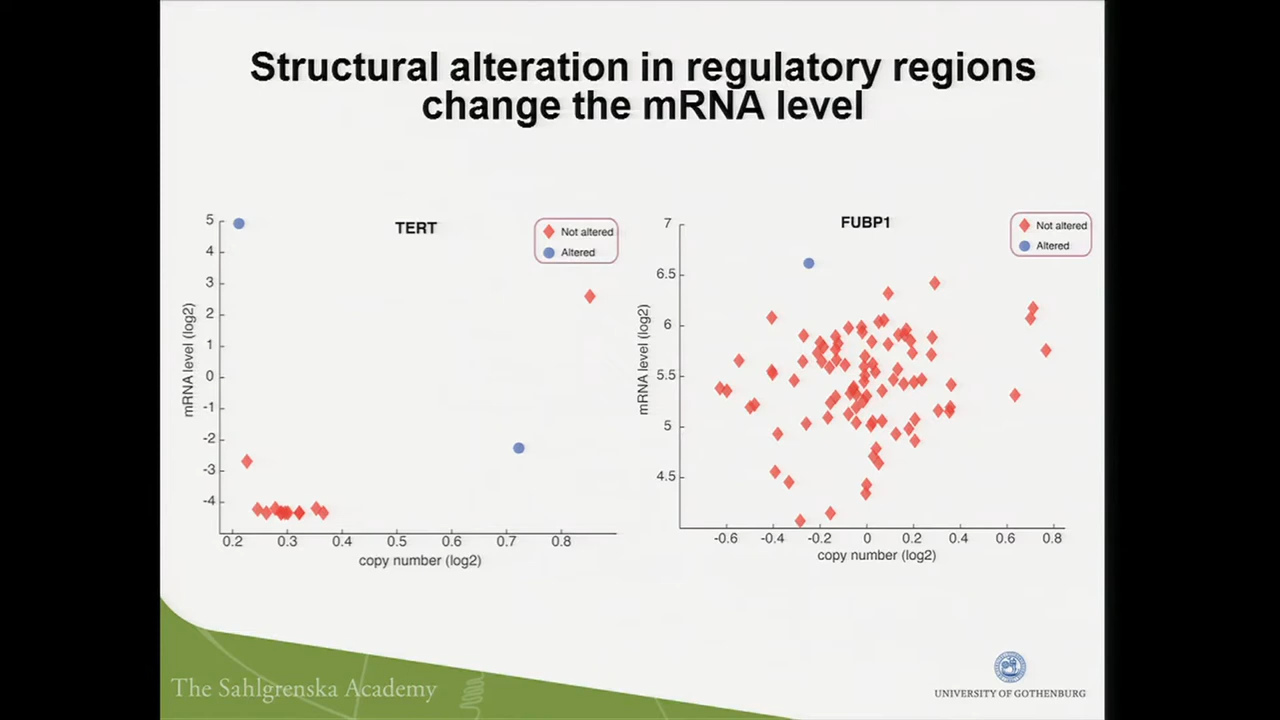 Structural alteration in regulatory regions
change the mRNA level
TERT
Not altered
Altered
5
4
3
2
1
0
-1
-2
-3
-4
mRNA level (log2)
0.2 0.3 0.4 0.5 0.6 0.7 0.8
copy number (log2)
FUBP1
Not altered
Altered
7
6.5
6
5.5
5
4.5
mRNA level (log2)
-0.6 -0.4 -0.2 0 0.2 0.4 0.6 0.8
copy number (log2)
The Sahlgrenska Academy
UNIVERSITY OF GOTHENBURG